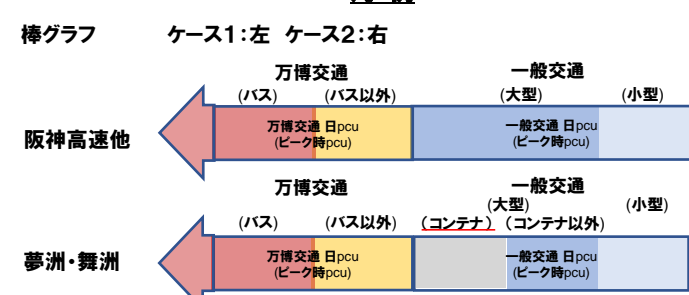 棒グラフ ケース1：左 ケース2：右
万博交通 一般交通
(バス) (バス以外) (大型) (小型)
阪神高速他
万博交通 日pcu 一般交通 日pcu
(ピーク時pcu) (ピーク時pcu)
万博交通 一般交通
(大型) (小型)
(バス) (バス以外) (コンテナ) (コンテナ以外)
夢洲・舞洲
万博交通 日pcu 一般交通 日pcu
(ピーク時pcu) (ピーク時pcu)